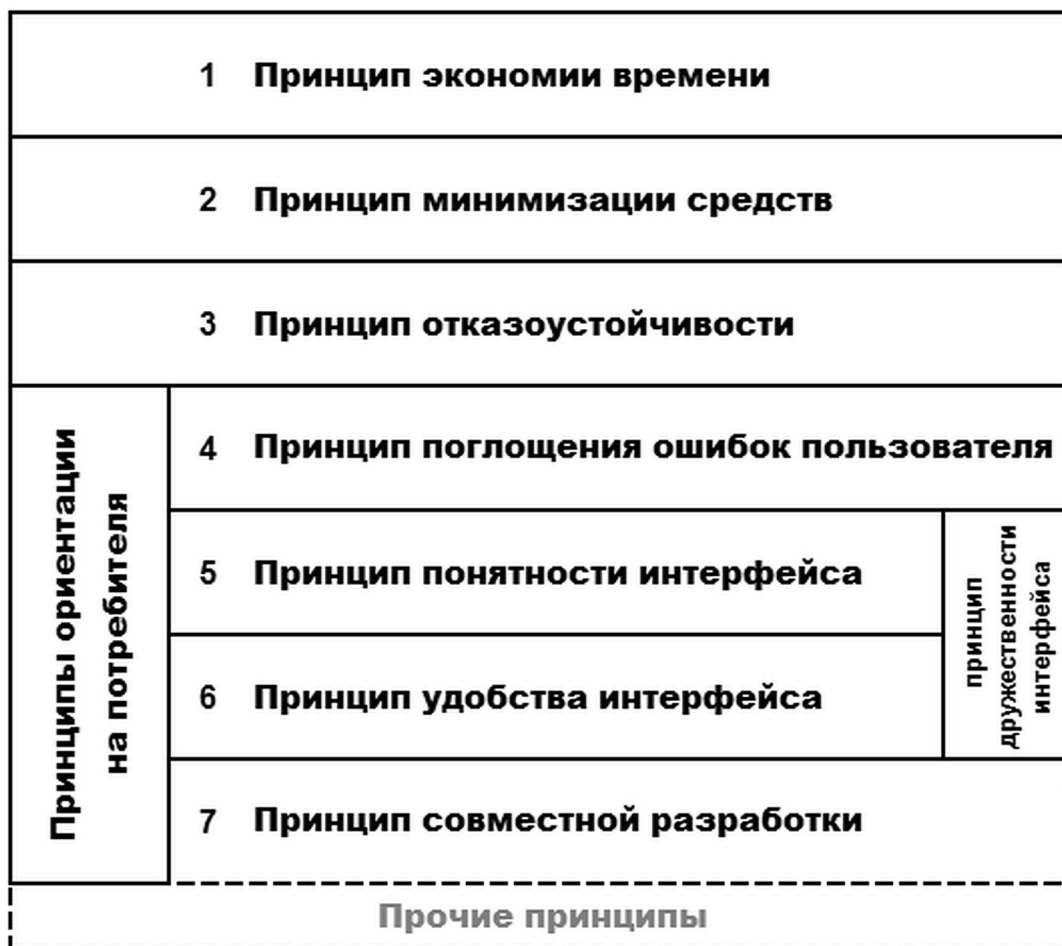 1 Принцип экономии времени
2 Принцип минимизации средств
3 Принцип отказоустойчивости
Принципы ориентации
на потребителя
4 Принцип поглощения ошибок пользователя
5 Принцип понятности интерфейса
6 Принцип удобства интерфейса
принцип
дружественности
интерфейса
7 Принцип совместной разработки
Прочие принципы